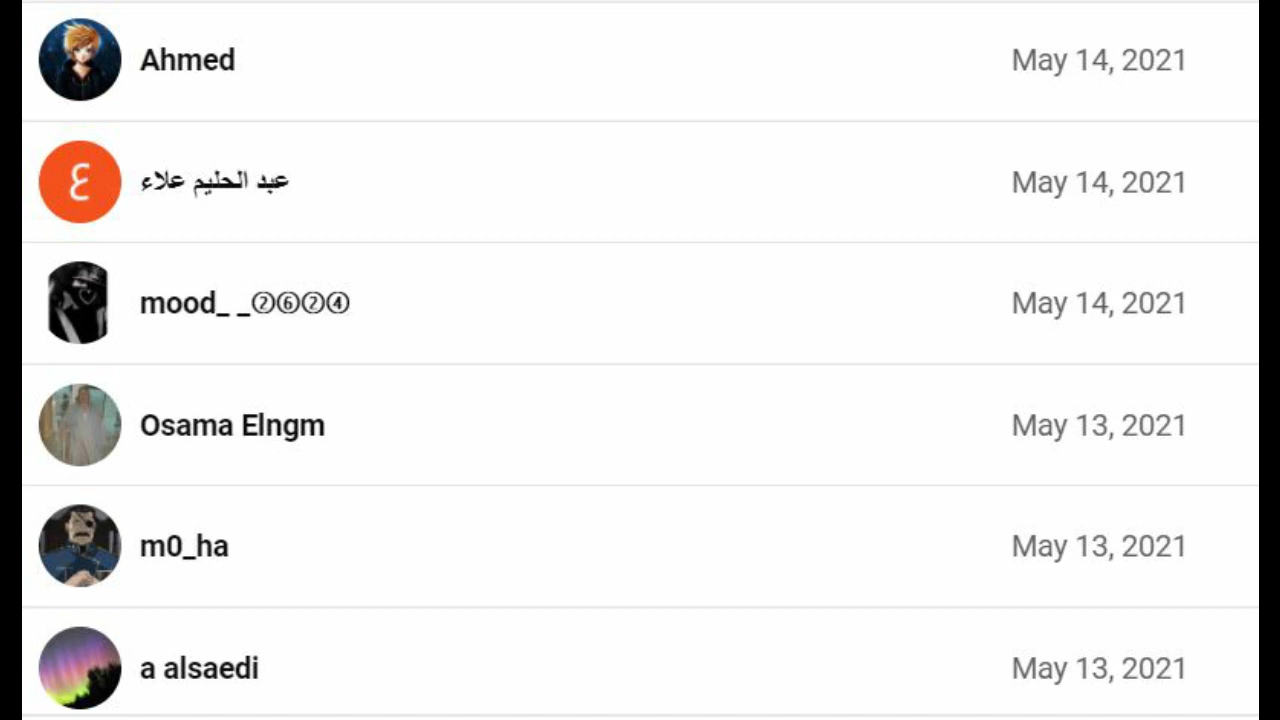 Ahmed May 14, 2021
ع
عبد الحليم علاء May 14, 2021
mood_ _②⑥②④ May 14, 2021
Osama Elngm May 13, 2021
m0_ha May 13, 2021
a alsaedi May 13, 2021